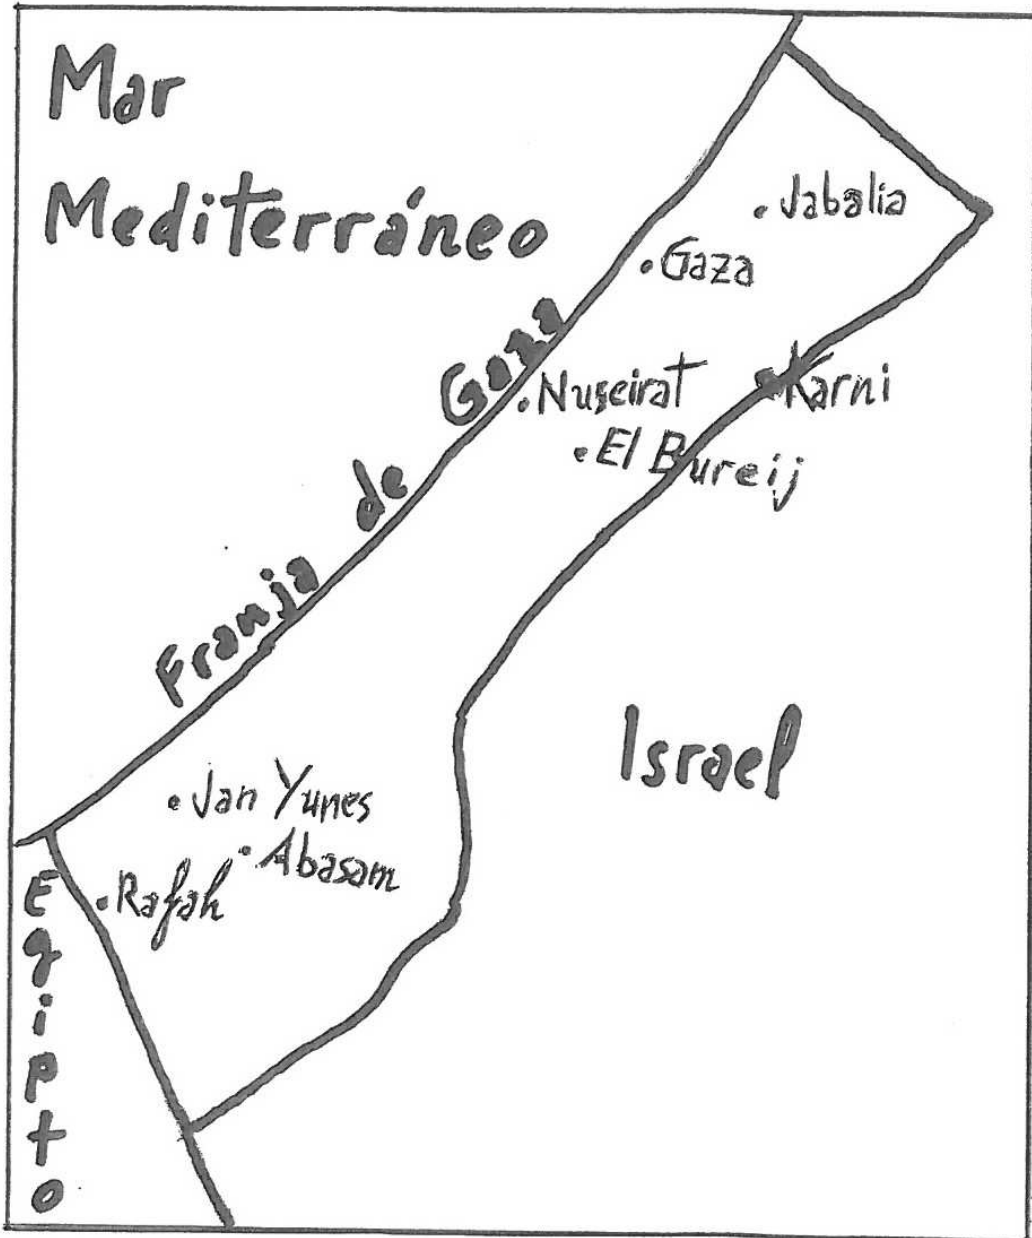 Mar
Mediterráneo
Jabalia
Gaza
Franja de Gaza
Nuseirat
Karni
El Bureij
Israel
Jan Yunes
Abasam
Rafah
Egipto